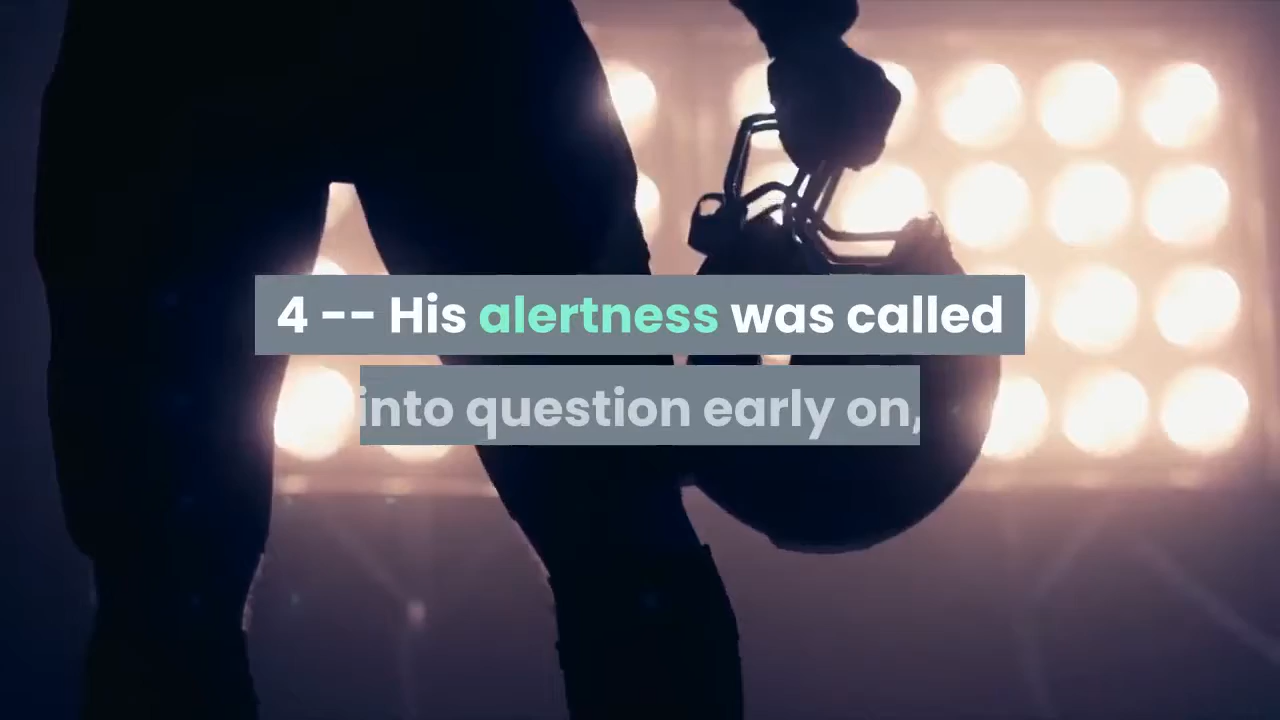 4 -- His alertness was called
into question early on,